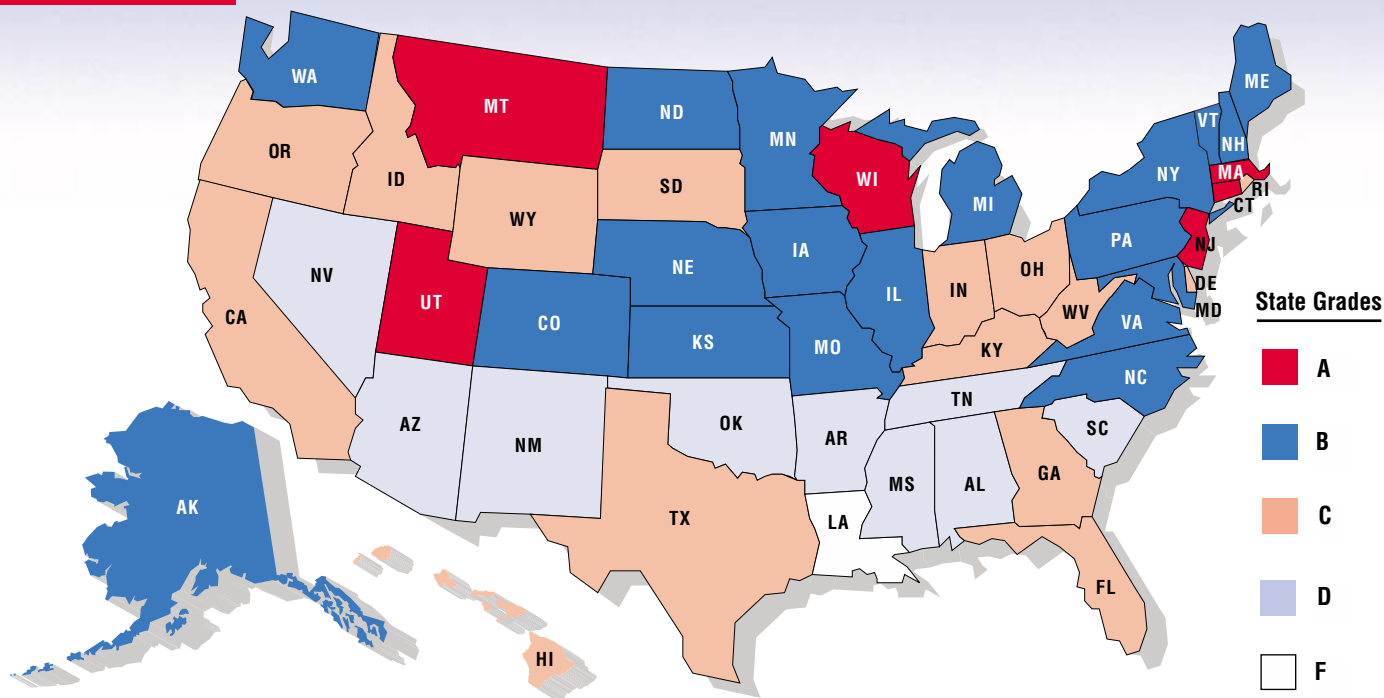 WA
MT
ND
MN
ME
VT
NH
OR
ID
SD
WI
NY
MA
RI
CT
WY
MI
PA
NJ
NV
UT
NE
IA
IL
IN
OH
DE
MD
CA
CO
KS
MO
WV
VA
KY
NC
TN
AZ
NM
OK
AR
SC
MS
AL
GA
LA
TX
FL
AK
HI
State Grades
A
B
C
D
F